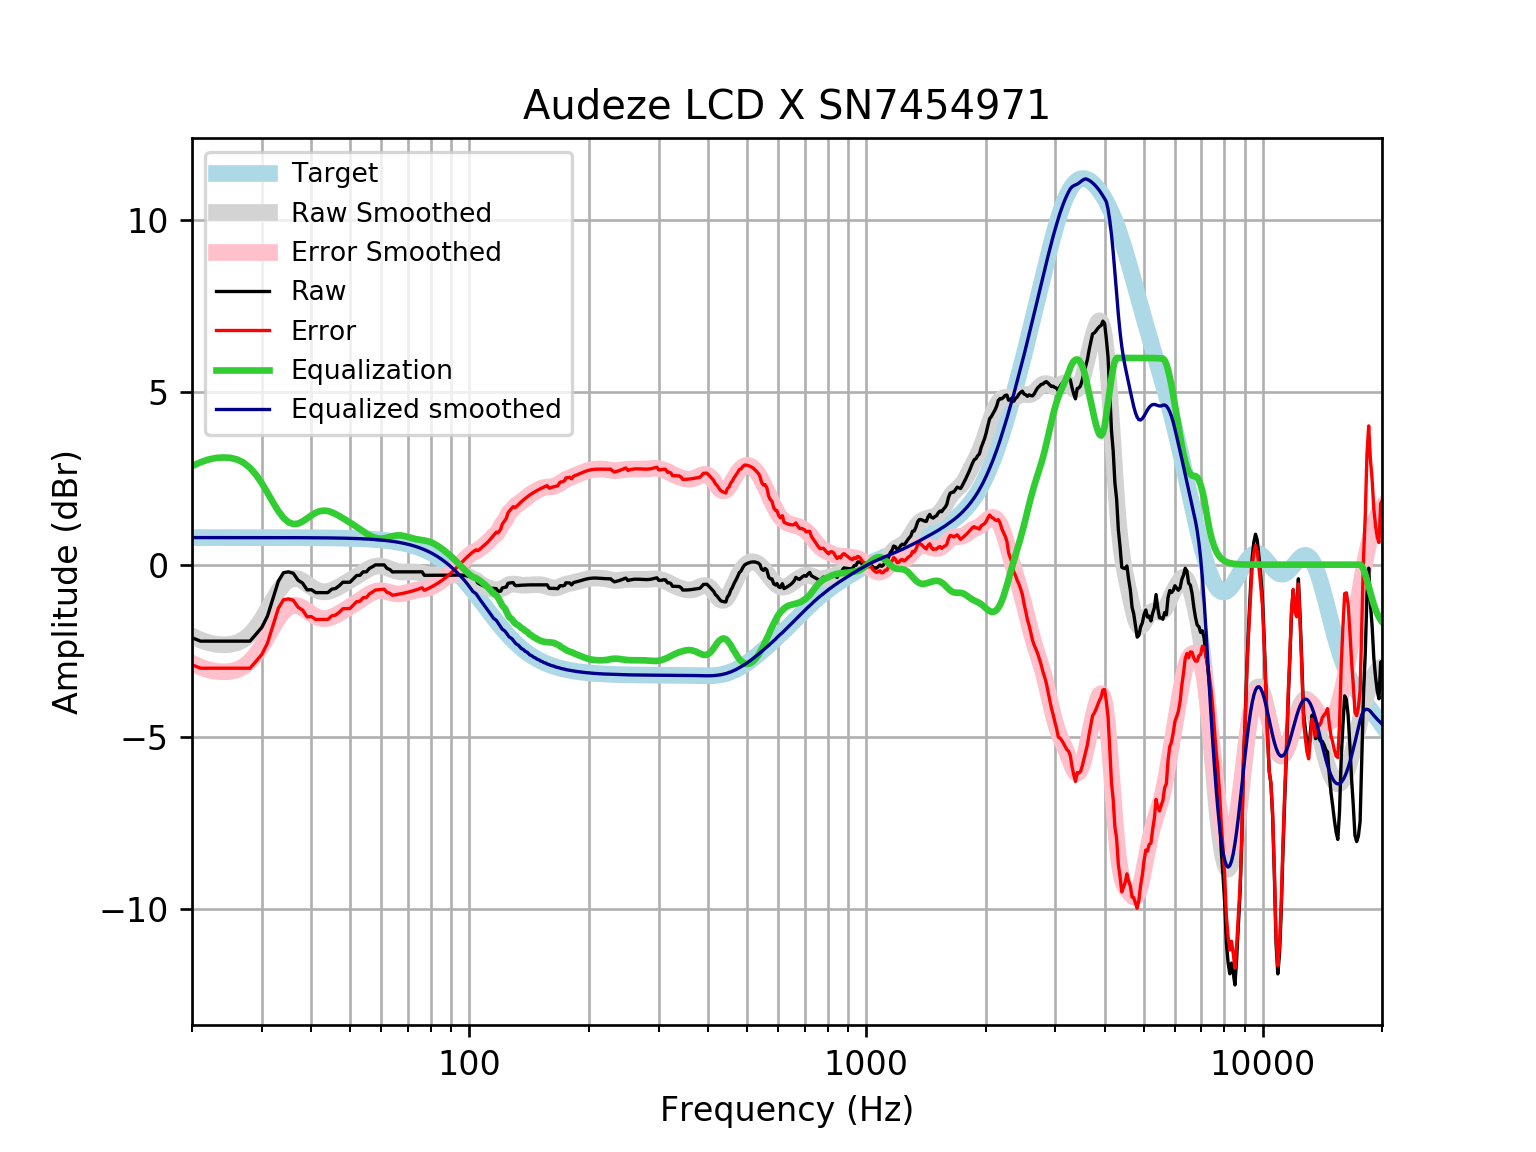 Audeze LCD X SN7454971
Target
Raw Smoothed
Error Smoothed
Raw
Error
Equalization
Equalized smoothed
10
5
0
−5
−10
Amplitude (dBr)
100
1000
10000
Frequency (Hz)